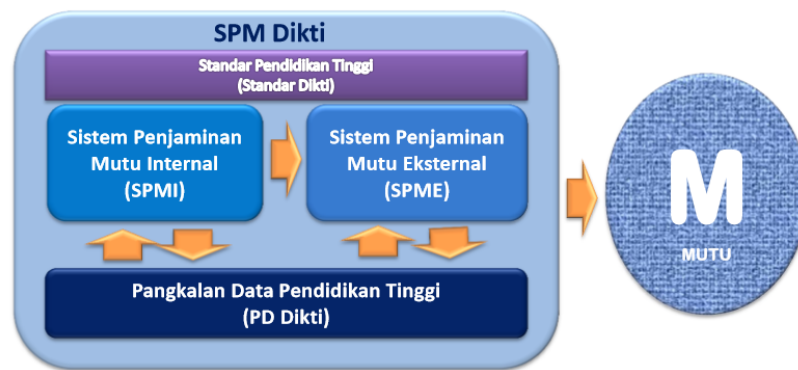 SPM Dikti
Standar Pendidikan Tinggi
(Standar Dikti)
Sistem Penjaminan
Mutu Internal
(SPMI)
Sistem Penjaminan
Mutu Eksternal
(SPME)
Pangkalan Data Pendidikan Tinggi
(PD Dikti)
M
MUTU